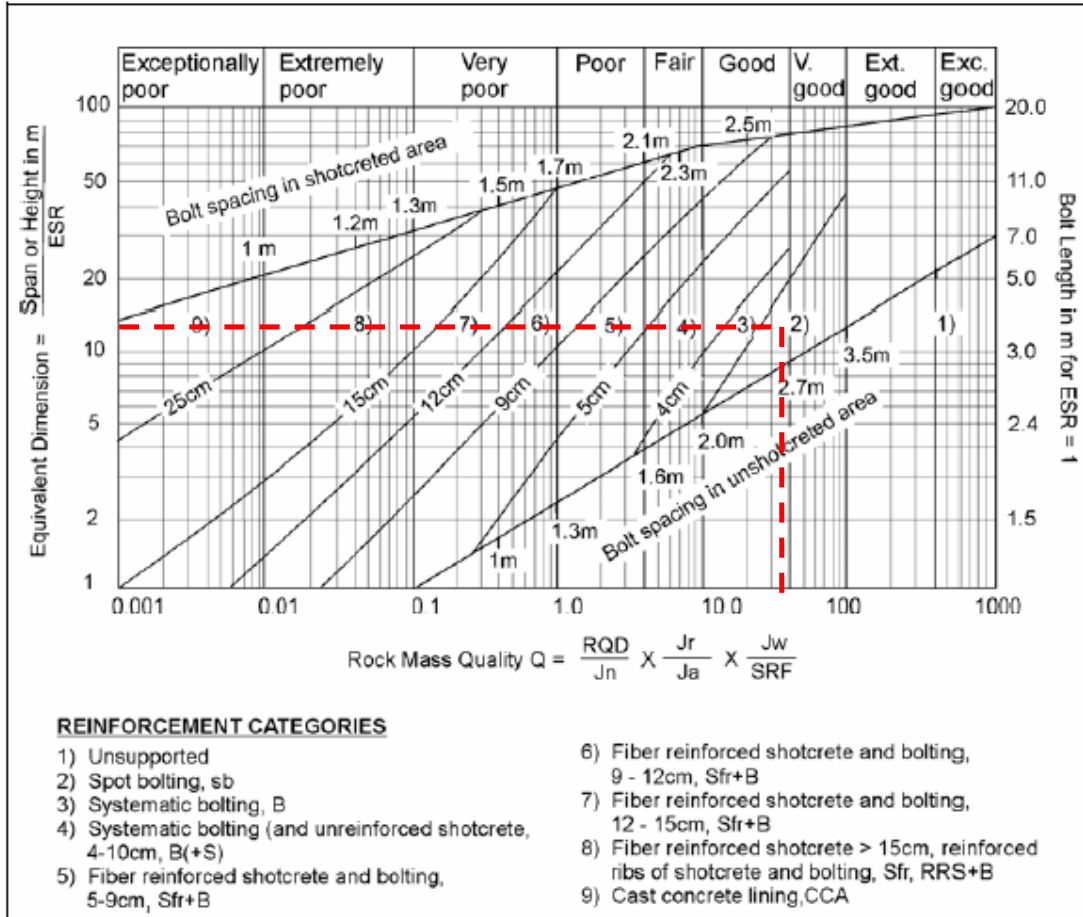 Exceptionally poor
Extremely poor
Very poor
Poor
Fair
Good
V. good
Ext. good
Exc. good
100
50
20
10
5
2
1
Equivalent Dimension = Span or Height in m
ESR
20.0
11.0
7.0
5.0
3.0
2.4
1.5
Bolt Length in m for ESR = 1
Bolt spacing in shotcreted area
1 m
1.2m
1.3m
1.5m
1.7m
2.1m
2.3m
2.5m
9)
8)
7)
6)
5)
4)
3)
2)
1)
25cm
15cm
12cm
9cm
5cm
4cm
3.5m
2.7m
2.0m
1.6m
1.3m
1m
Bolt spacing in unshotcreted area
0.001
0.01
0.1
1.0
10.0
100
1000
Rock Mass Quality Q = RQD/Jn X Jr/Ja X Jw/SRF
REINFORCEMENT CATEGORIES
1) Unsupported
2) Spot bolting, sb
3) Systematic bolting, B
4) Systematic bolting (and unreinforced shotcrete,
4-10cm, B(+S)
5) Fiber reinforced shotcrete and bolting,
5-9cm, Sfr+B
6) Fiber reinforced shotcrete and bolting,
9 - 12cm, Sfr+B
7) Fiber reinforced shotcrete and bolting,
12 - 15cm, Sfr+B
8) Fiber reinforced shotcrete > 15cm, reinforced
ribs of shotcrete and bolting, Sfr, RRS+B
9) Cast concrete lining,CCA